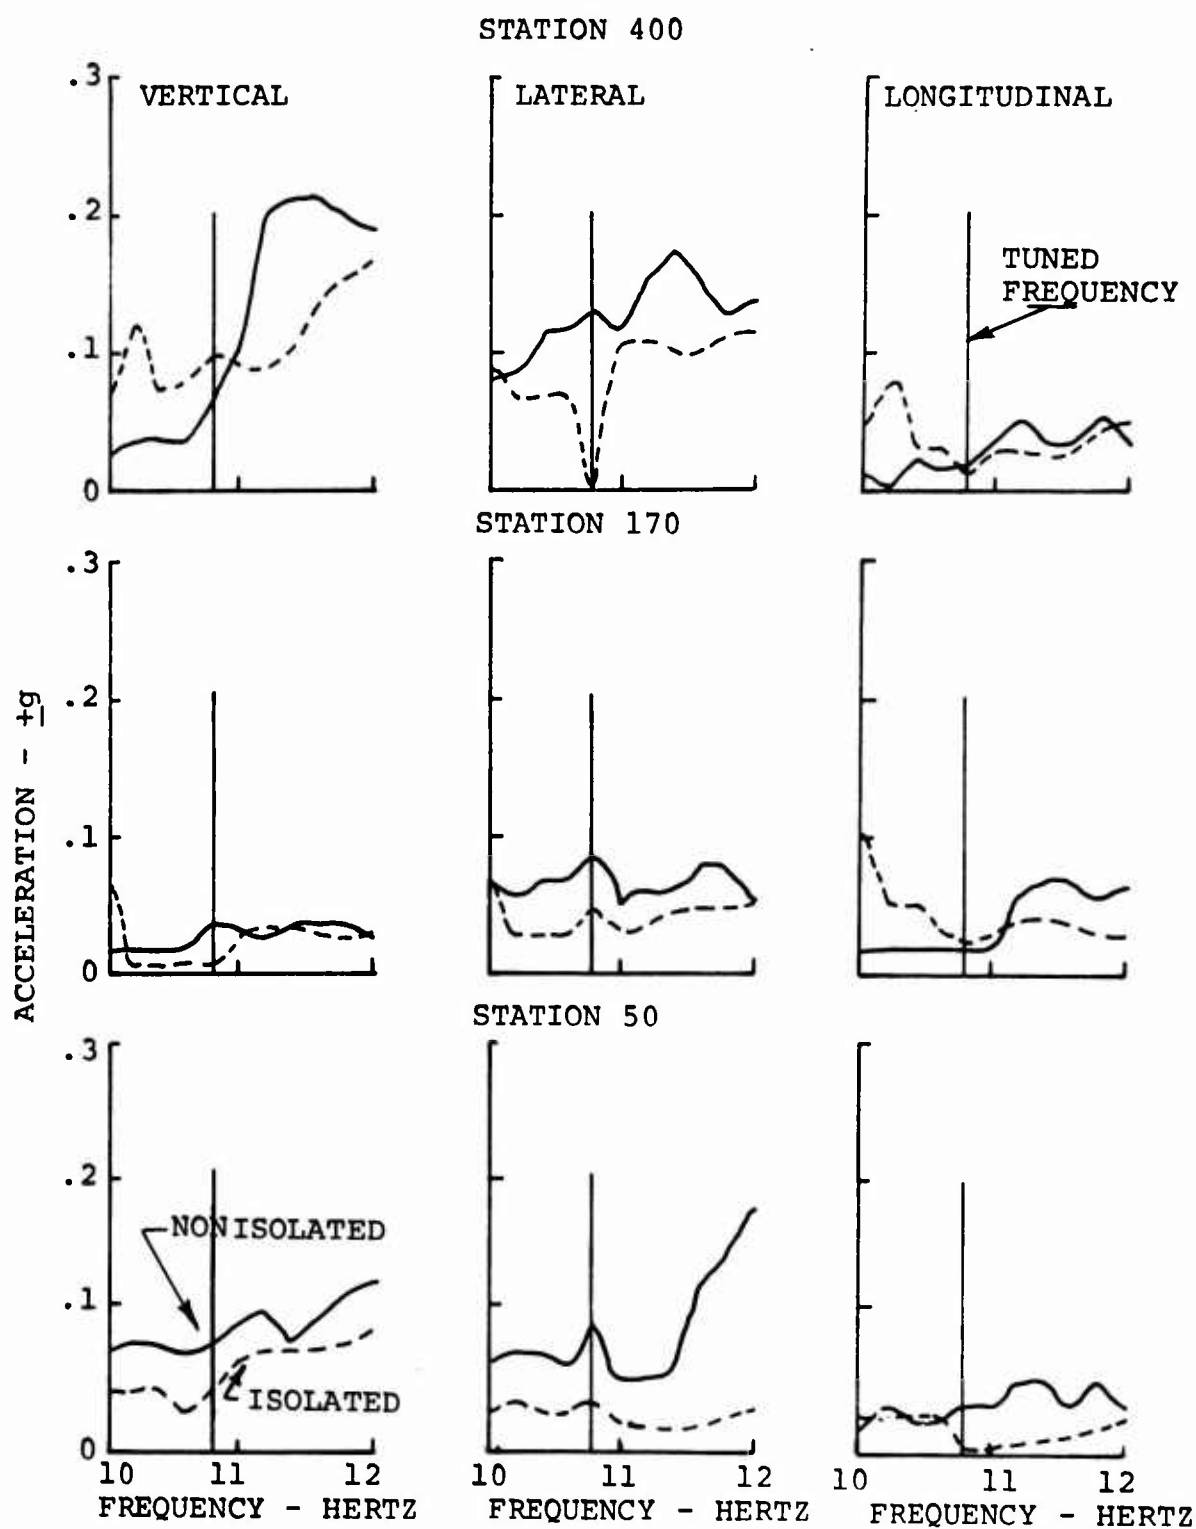 STATION 400
.3
VERTICAL
LATERAL
LONGITUDINAL
.2
TUNED
FREQUENCY
.1
0
STATION 170
.3
.2
.1
0
ACCELERATION - ±g
STATION 50
.3
.2
NONISOLATED
.1
ISOLATED
0
10 11 12
10 11 12
10 11 12
FREQUENCY - HERTZ
FREQUENCY - HERTZ
FREQUENCY - HERTZ